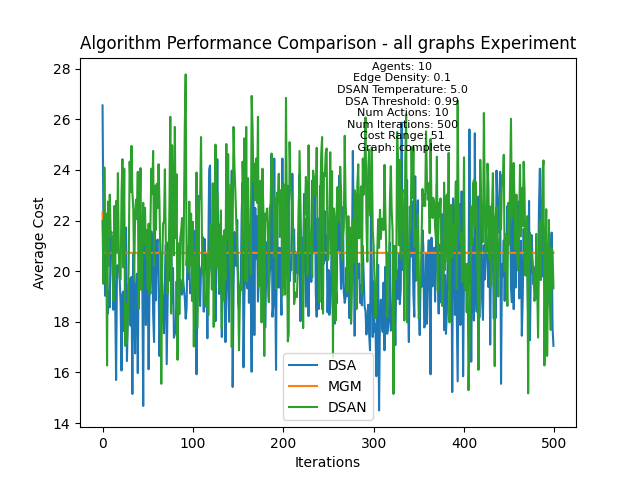 Algorithm Performance Comparison - all graphs Experiment
Agents: 10
Edge Density: 0.1
DSAN Temperature: 5.0
DSA Threshold: 0.99
Num Actions: 10
Num Iterations: 500
Cost Range: 51
Graph: complete
28
26
24
22
20
18
16
14
Average Cost
DSA
MGM
DSAN
0
100
200
300
400
500
Iterations